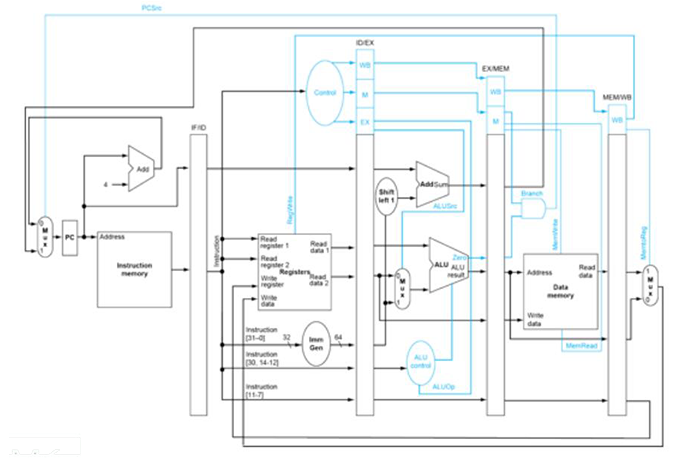 PCSrc
ID/EX
WB
EX/MEM
Control
M
WB
MEM/WB
EX
M
WB
IF/ID
Add
4
Shift
left 1
Add Sum
Branch
ALUSrc
RegWrite
MemWrite
MemtoReg
0
M
u
x
1
PC
Address
Instruction
memory
Instruction
Read
register 1
Read
data 1
Read
register 2
Registers
Write
register
Read
data 2
Write
data
0
M
u
x
1
Zero
ALU
ALU
result
Address
Read
data
Data
memory
Write
data
1
M
u
x
0
Instruction
[31–0]
32
Imm
Gen
64
MemRead
Instruction
[30, 14-12]
ALU
control
ALUOp
Instruction
[11-7]